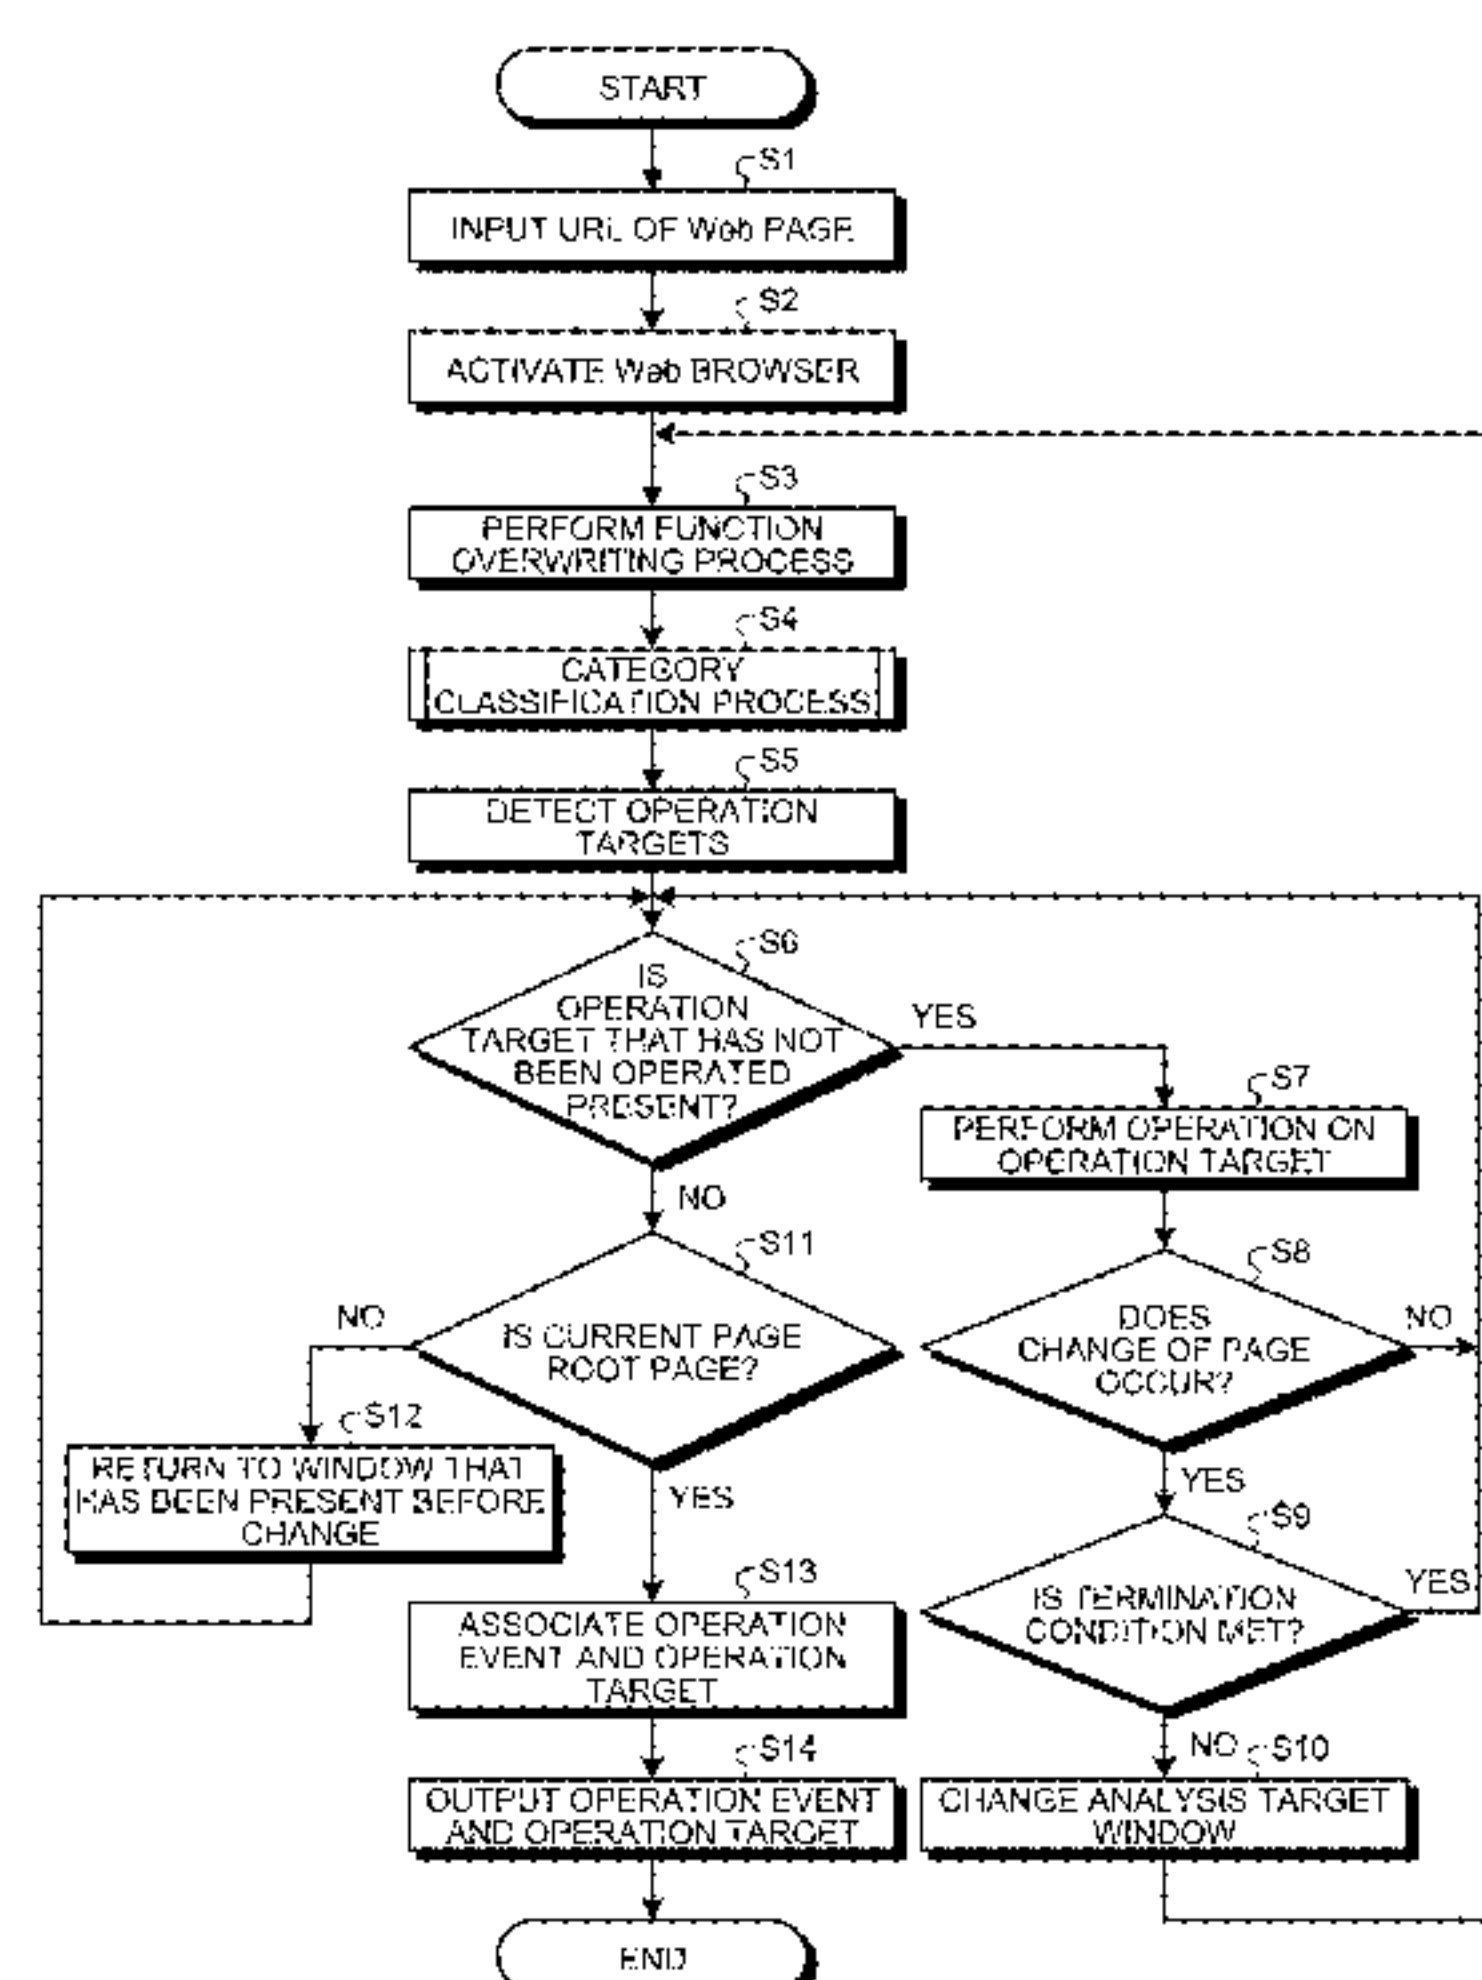 START
S1
INPUT URL OF Web PAGE
S2
ACTIVATE Web BROWSER
S3
PERFORM FUNCTION
OVERWRITING PROCESS
S4
CATEGORY
CLASSIFICATION PROCESS
S5
DETECT OPERATION
TARGETS
S6
IS
OPERATION
TARGET THAT HAS NOT
BEEN OPERATED
PRESENT?
YES
NO
S7
PERFORM OPERATION ON
OPERATION TARGET
S8
DOES
CHANGE OF PAGE
OCCUR?
NO
YES
S9
IS TERMINATION
CONDITION MET?
YES
NO
S10
CHANGE ANALYSIS TARGET
WINDOW
S11
IS CURRENT PAGE
ROOT PAGE?
NO
YES
S12
RETURN TO WINDOW THAT
HAS BEEN PRESENT BEFORE
CHANGE
S13
ASSOCIATE OPERATION
EVENT AND OPERATION
TARGET
S14
OUTPUT OPERATION EVENT
AND OPERATION TARGET
END